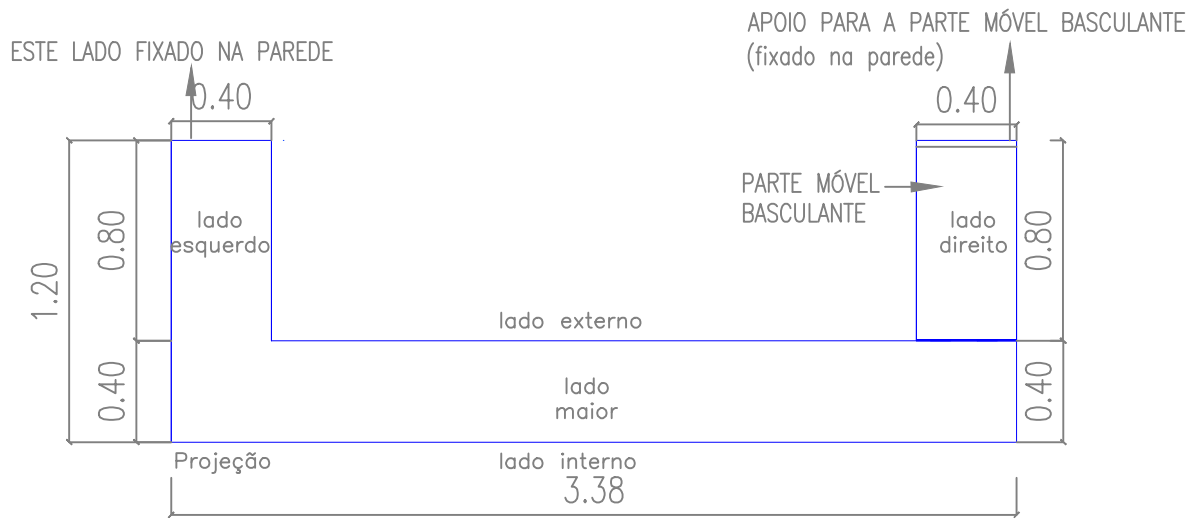 APOIO PARA A PARTE MÓVEL BASCULANTE
(fixado na parede)
ESTE LADO FIXADO NA PAREDE
0.40
0.40
PARTE MÓVEL
BASCULANTE
lado
esquerdo
lado
direito
0.80
0.80
1.20
lado externo
0.40
lado
maior
0.40
Projeção
lado interno
3.38